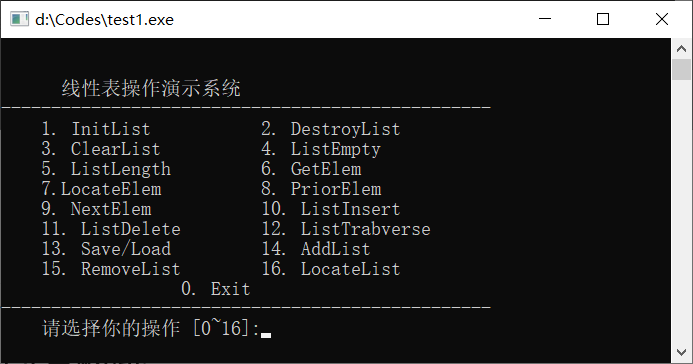 d:\Codes\test1.exe
线性表操作演示系统
-------------------------------------------------
1. InitList 2. DestroyList
3. ClearList 4. ListEmpty
5. ListLength 6. GetElem
7.LocateElem 8. PriorElem
9. NextElem 10. ListInsert
11. ListDelete 12. ListTrabverse
13. Save/Load 14. AddList
15. RemoveList 16. LocateList
0. Exit
-------------------------------------------------
请选择你的操作 [0~16]: